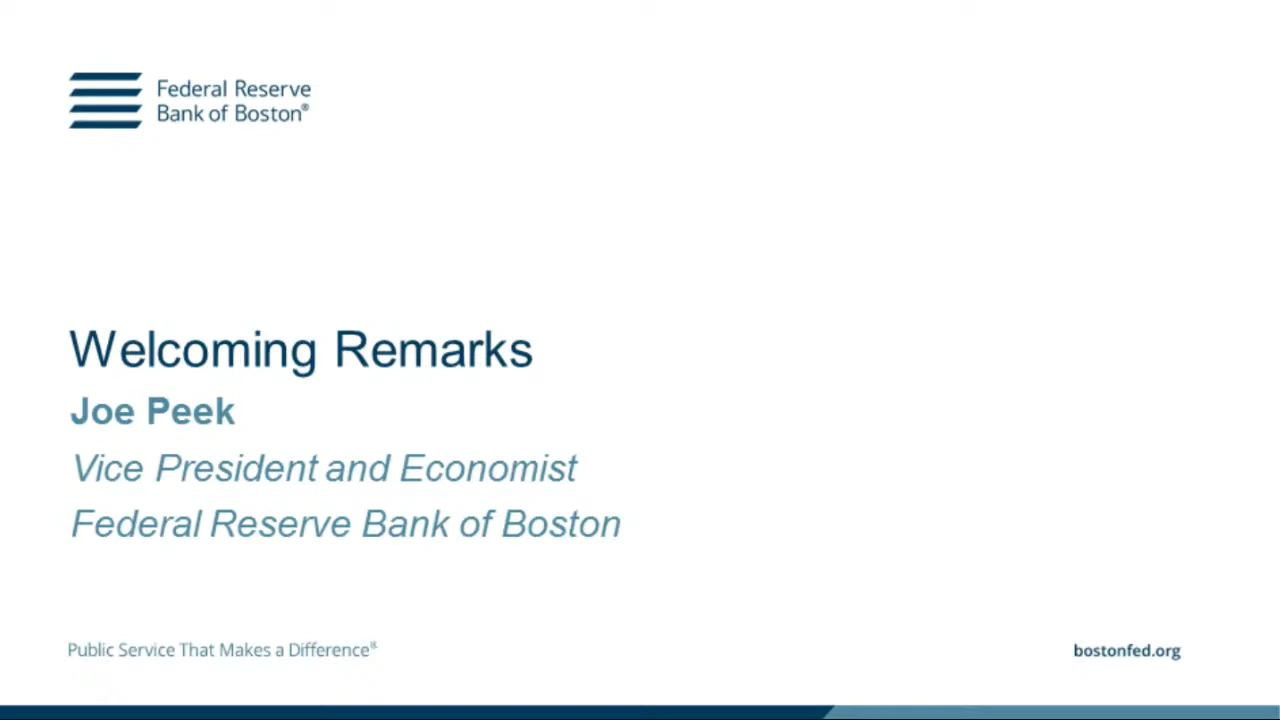 Federal Reserve
Bank of Boston®
Welcoming Remarks
Joe Peek
Vice President and Economist
Federal Reserve Bank of Boston
Public Service That Makes a Difference®
bostonfed.org